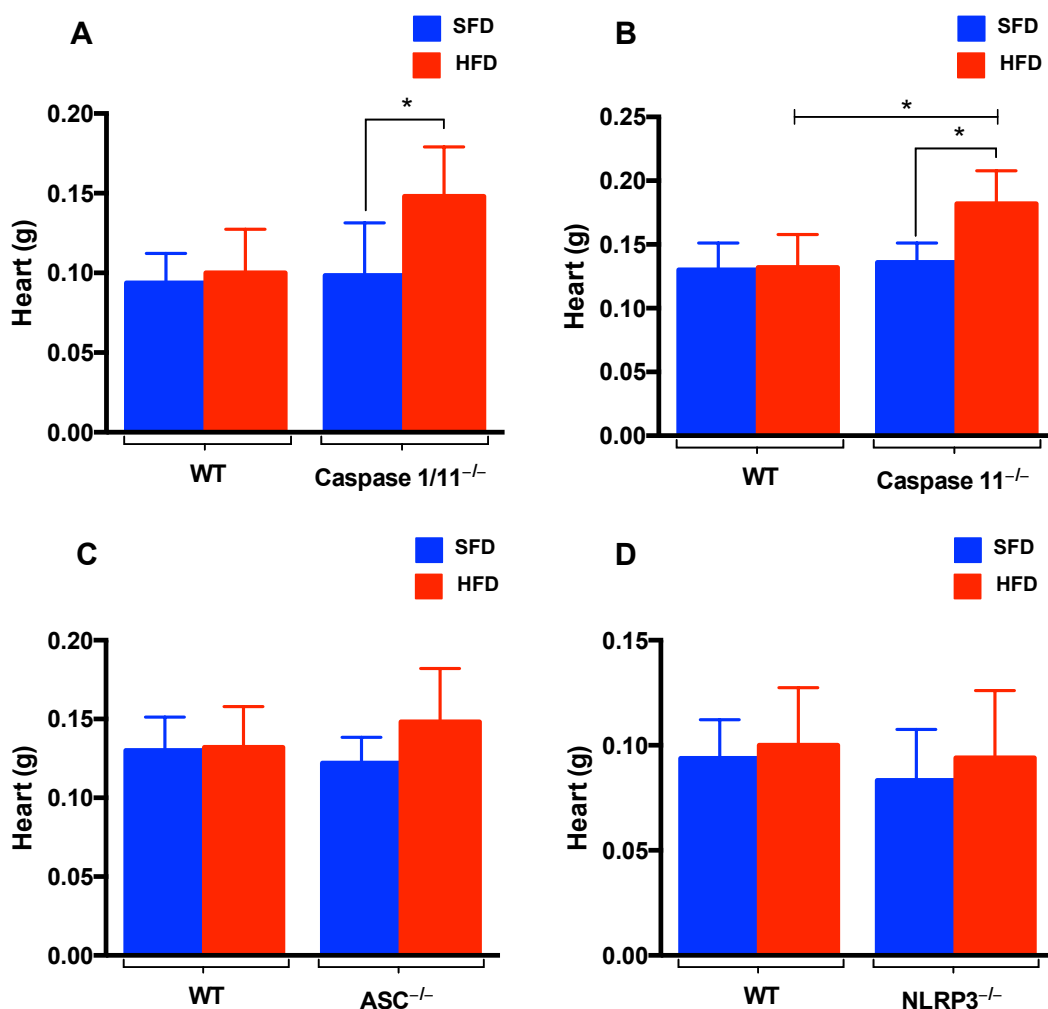 A
SFD
HFD
*
0.20
0.15
0.10
0.05
0.00
Heart (g)
WT
Caspase 1/11⁻/⁻
B
SFD
HFD
*
*
0.25
0.20
0.15
0.10
0.05
0.00
Heart (g)
WT
Caspase 11⁻/⁻
C
SFD
HFD
0.20
0.15
0.10
0.05
0.00
Heart (g)
WT
ASC⁻/⁻
D
SFD
HFD
0.15
0.10
0.05
0.00
Heart (g)
WT
NLRP3⁻/⁻